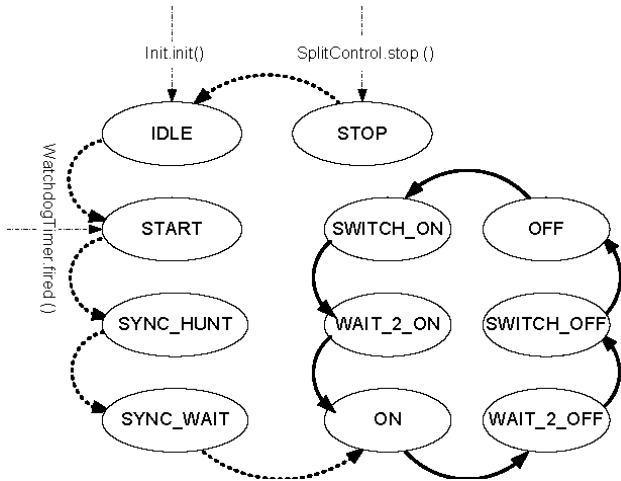 Init.init()
SplitControl.stop ()
IDLE
STOP
WatchdogTimer.fired ()
START
SWITCH_ON
OFF
SYNC_HUNT
WAIT_2_ON
SWITCH_OFF
SYNC_WAIT
ON
WAIT_2_OFF